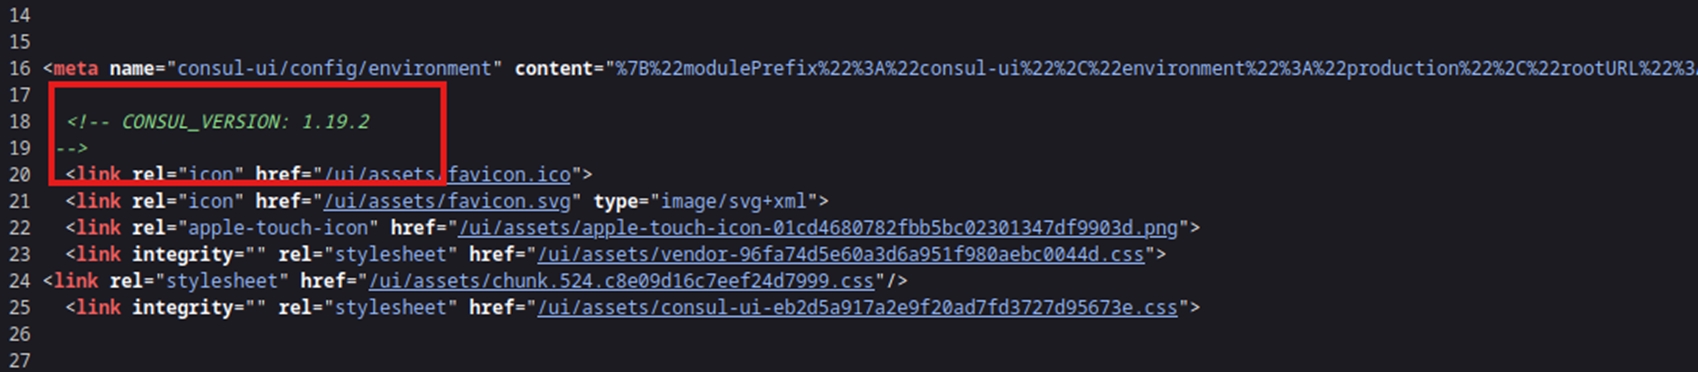 14
15
16 <meta name="consul-ui/config/environment" content="%7B%22modulePrefix%22%3A%22consul-ui%22%2C%22environment%22%3A%22production%22%2C%22rootURL%22%3
17
18 <!-- CONSUL_VERSION: 1.19.2
19 -->
20 <link rel="icon" href="/ui/assets/favicon.ico">
21 <link rel="icon" href="/ui/assets/favicon.svg" type="image/svg+xml">
22 <link rel="apple-touch-icon" href="/ui/assets/apple-touch-icon-01cd4680782fbb5bc02301347df9903d.png">
23 <link integrity="" rel="stylesheet" href="/ui/assets/vendor-96fa74d5e60a3d6a951f980aebc0044d.css">
24 <link rel="stylesheet" href="/ui/assets/chunk.524.c8e09d16c7eef24d7999.css"/>
25 <link integrity="" rel="stylesheet" href="/ui/assets/consul-ui-eb2d5a917a2e9f20ad7fd3727d95673e.css">
26
27